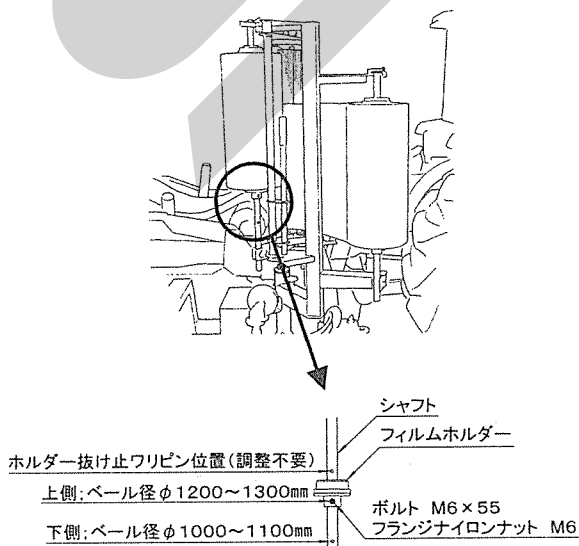 シャフト
フィルムホルダー
ホルダー抜け止ワリピン位置(調整不要)
上側;ベール径φ1200～1300mm
ボルト M6×55
フランジナイロンナット M6
下側;ベール径φ1000～1100mm